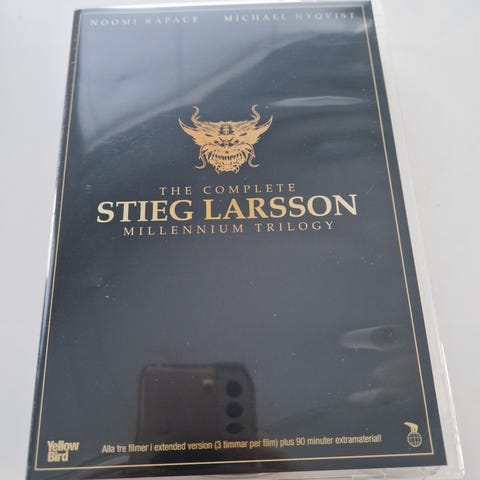 NOOMI RAPACE MICHAEL NYQVIST
THE COMPLETE
STIEG LARSSON
MILLENNIUM TRILOGY
Yellow
Bird
Alla tre filmer i extended version (3 timmar per film) plus 90 minuter extramaterial!